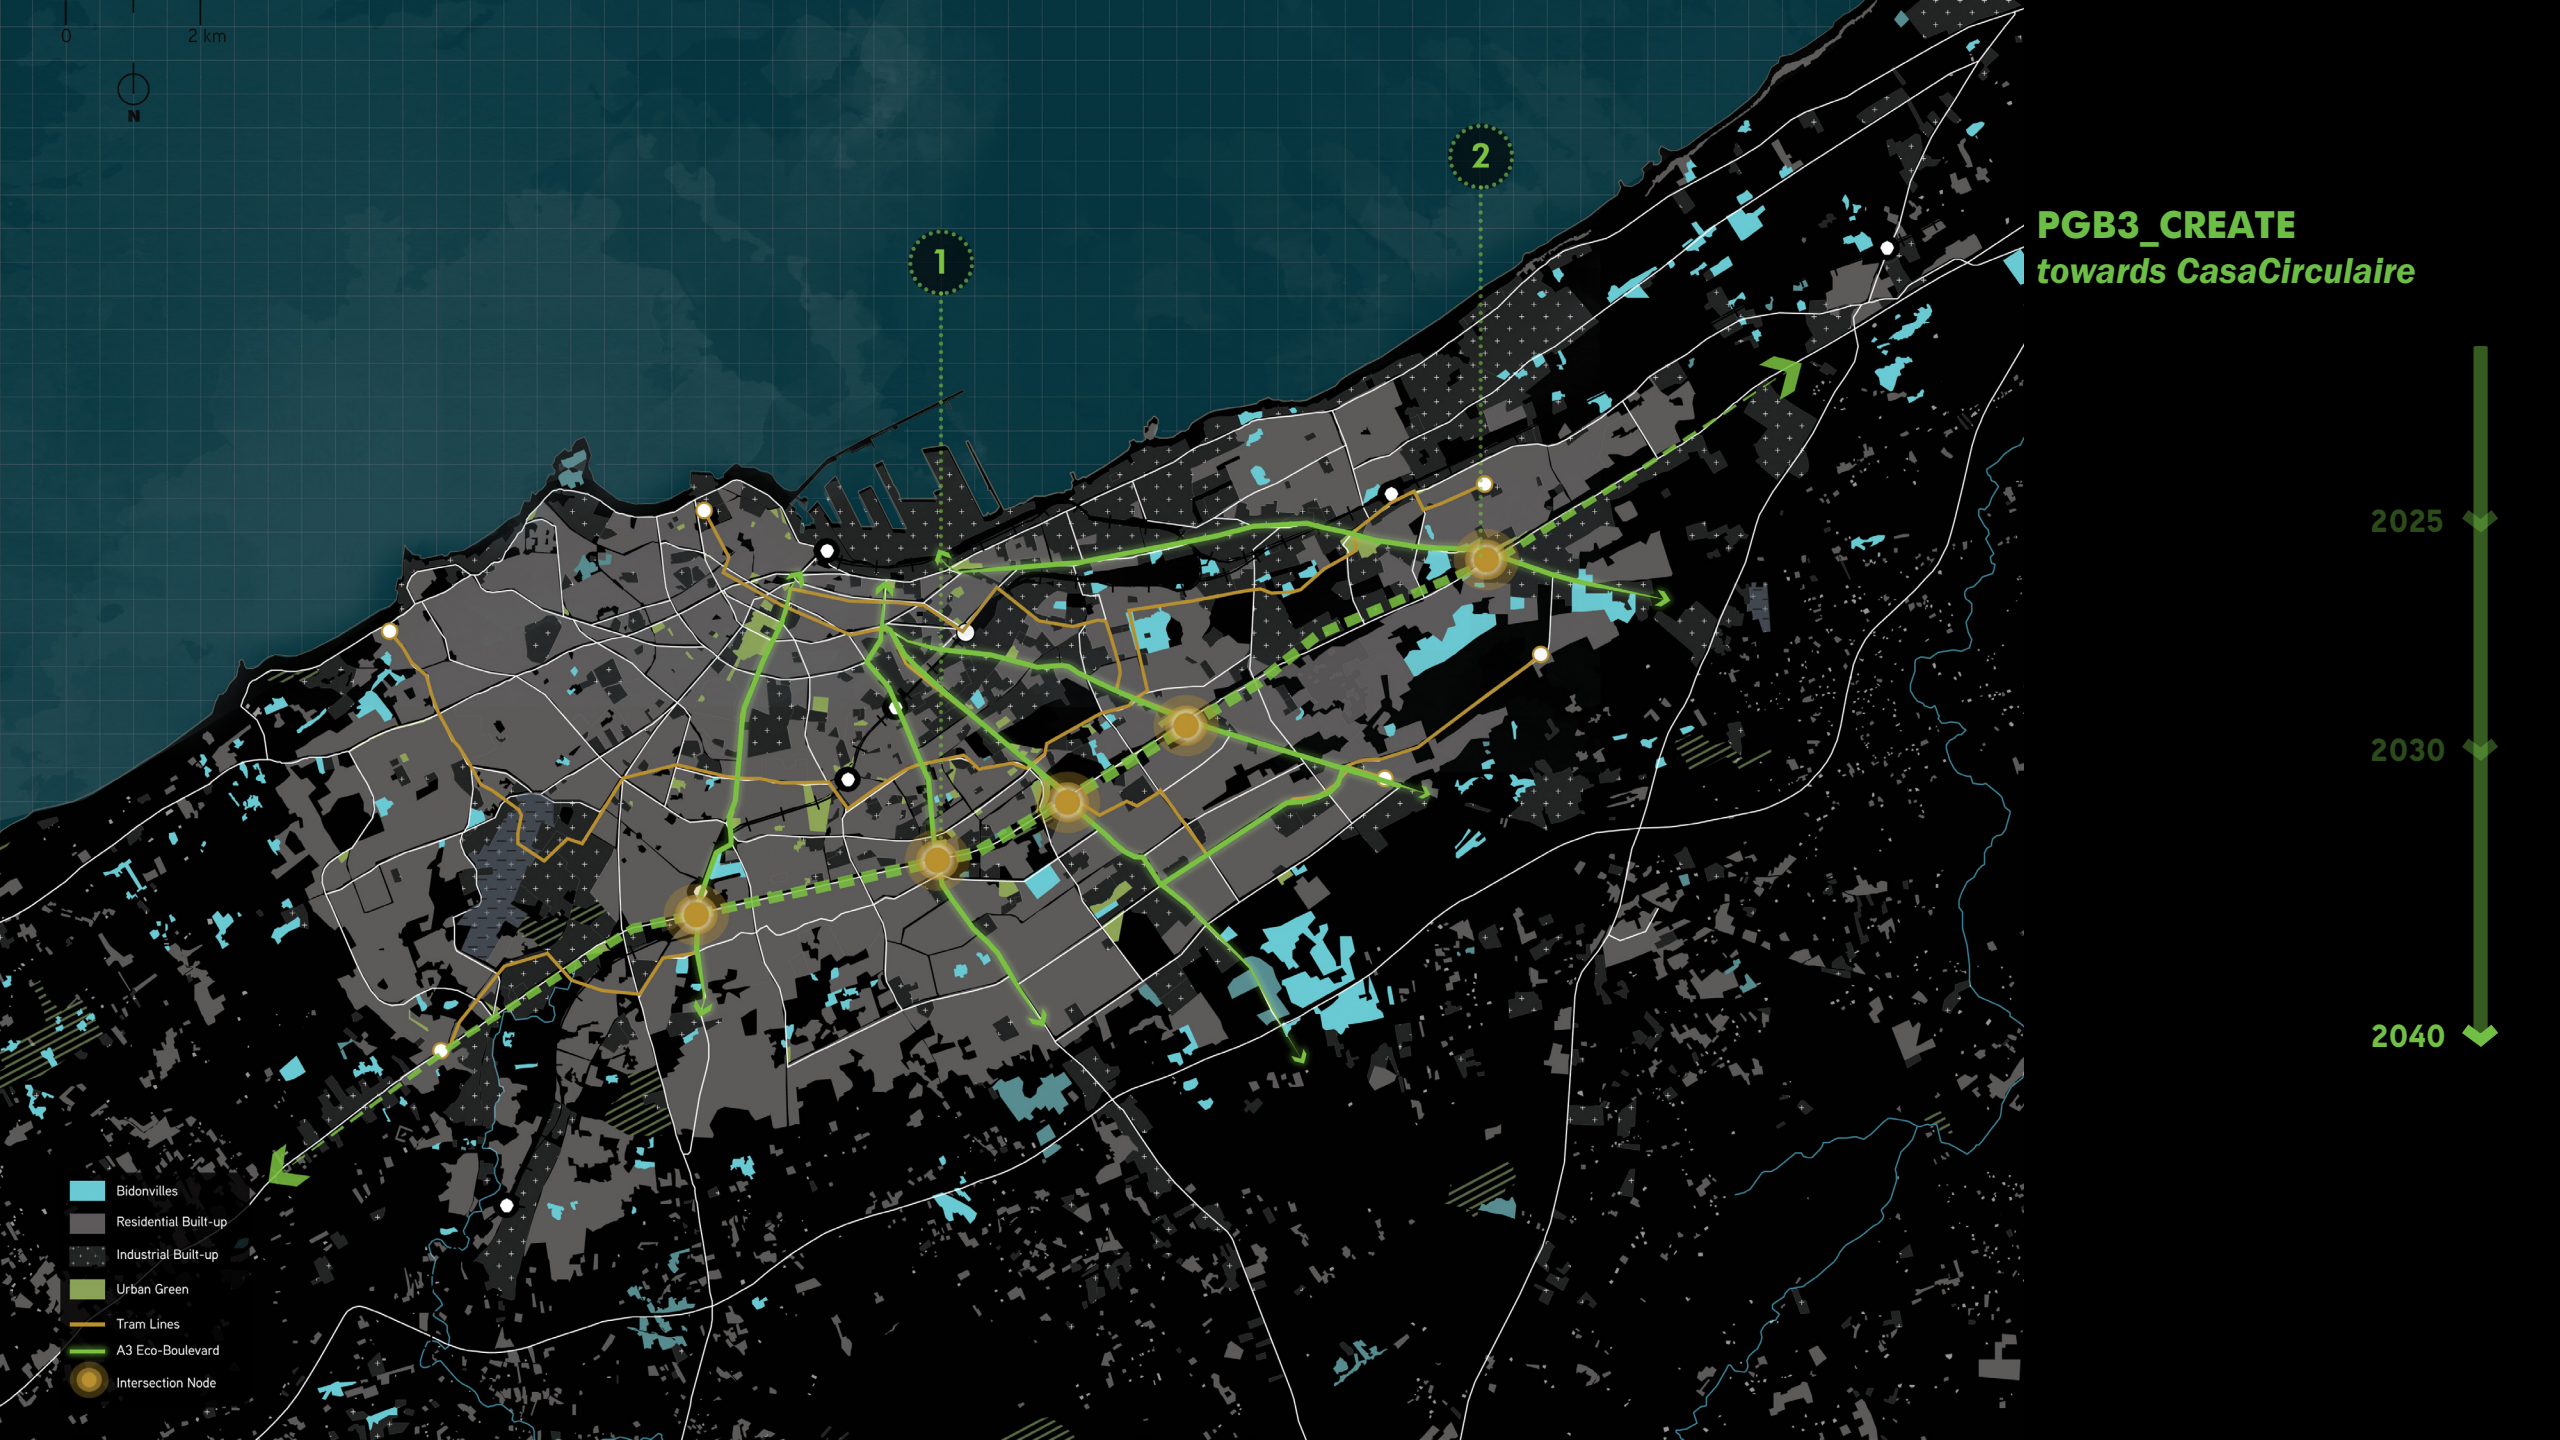 0 2 km
N
1
2
PGB3_CREATE
towards CasaCirculaire
2025
2030
2040
Bidonvilles
Residential Built-up
Industrial Built-up
Urban Green
Tram Lines
A3 Eco-Boulevard
Intersection Node